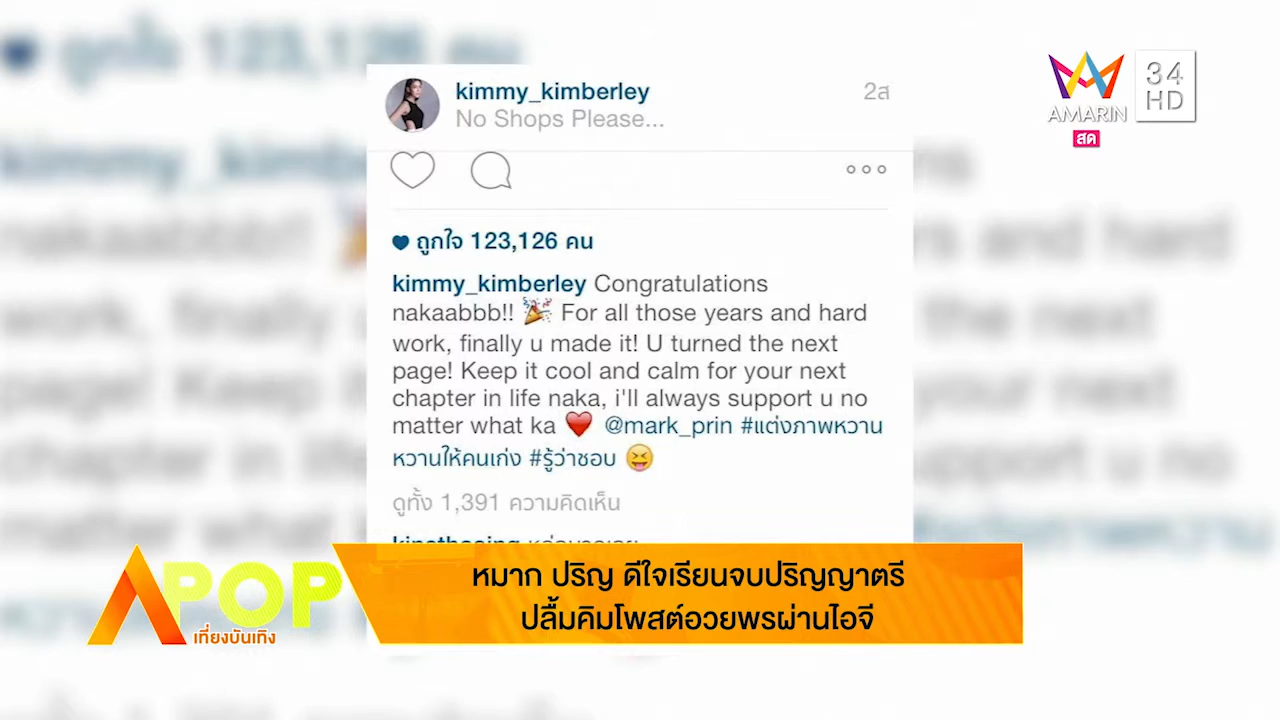 kimmy_kimberley
2ส
No Shops Please...
AMARIN
34
HD
สด
ถูกใจ 123,126 คน
kimmy_kimberley Congratulations
nakaabbb!! 🎉 For all those years and hard
work, finally u made it! U turned the next
page! Keep it cool and calm for your next
chapter in life naka, i'll always support u no
matter what ka ❤️ @mark_prin #แต่งภาพหวาน
หวานให้คนเก่ง #รู้ว่าชอบ 😝
ดูทั้ง 1,391 ความคิดเห็น
APOP
เที่ยงบันเทิง
หมาก ปริญ ดีใจเรียนจบปริญญาตรี
ปลื้มคิมโพสต์อวยพรผ่านไอจี